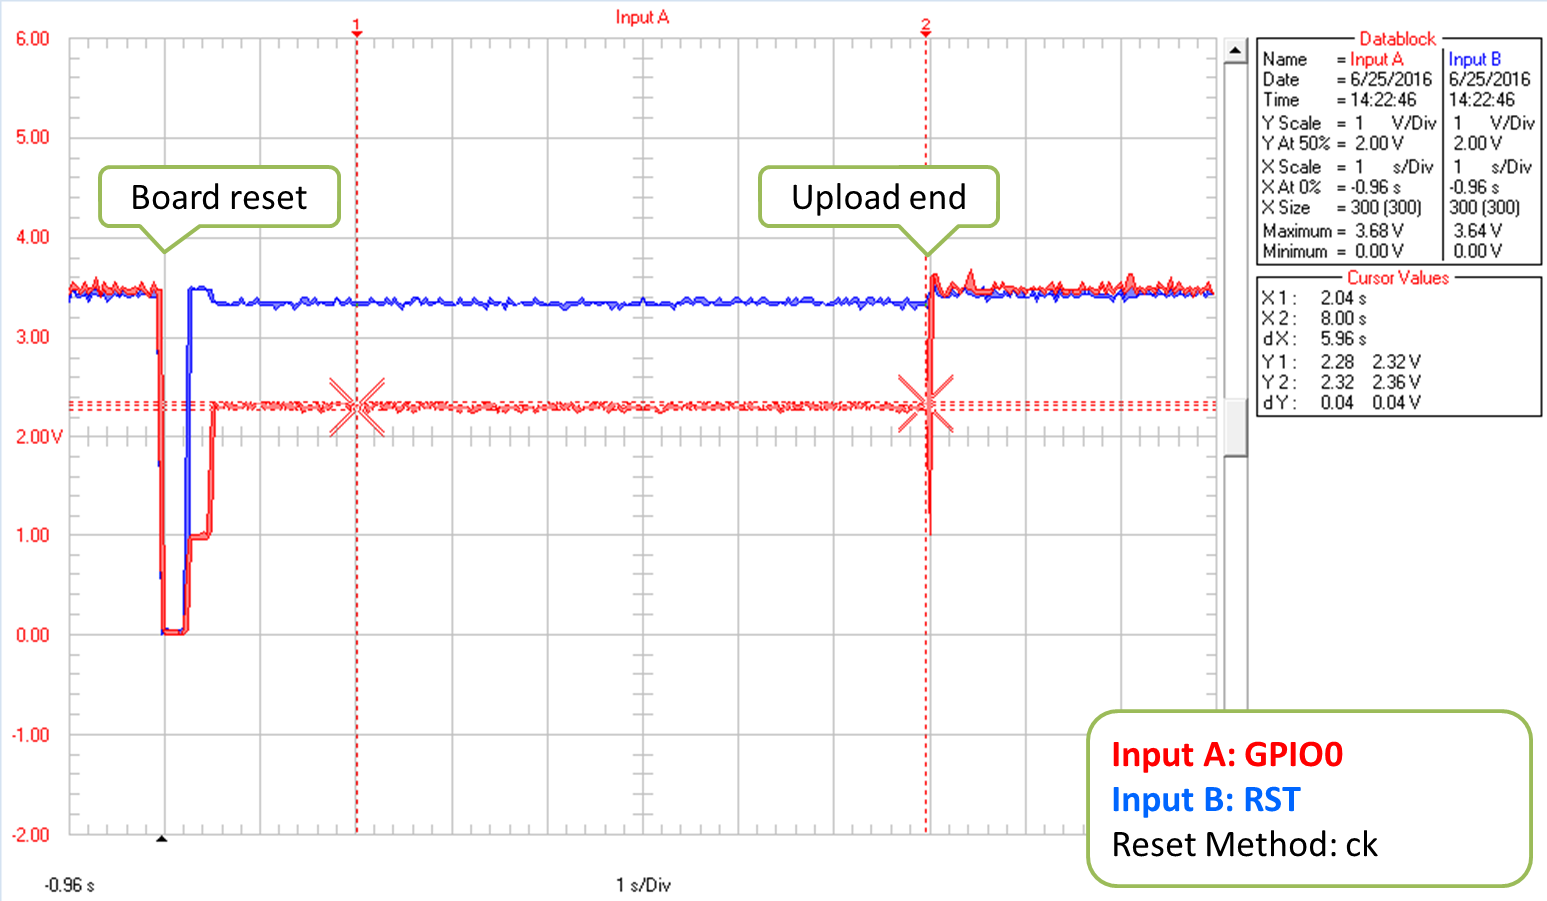 Input A
1
2
6.00
5.00
4.00
3.00
2.00V
1.00
0.00
-1.00
-2.00
-0.96 s
1 s/Div
Board reset
Upload end
Datablock
Name = Input A Input B
Date = 6/25/2016 6/25/2016
Time = 14:22:46 14:22:46
Y Scale = 1 V/Div 1 V/Div
Y At 50% = 2.00 V 2.00 V
X Scale = 1 s/Div 1 s/Div
X At 0% = -0.96 s -0.96 s
X Size = 300 (300) 300 (300)
Maximum = 3.68 V 3.64 V
Minimum = 0.00 V 0.00 V
Cursor Values
X1: 2.04 s
X2: 8.00 s
dX: 5.96 s
Y1: 2.28 2.32 V
Y2: 2.32 2.36 V
dY: 0.04 0.04 V
Input A: GPIO0
Input B: RST
Reset Method: ck